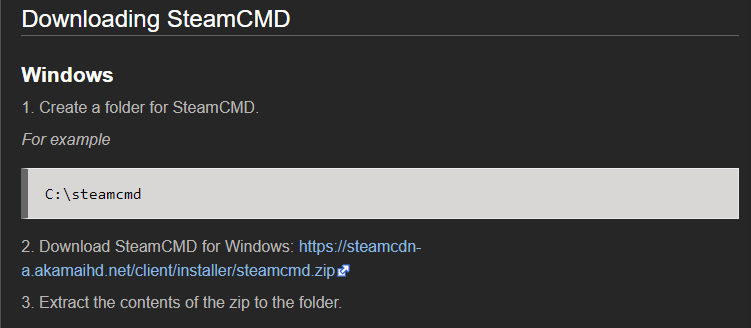 Downloading SteamCMD
Windows
1. Create a folder for SteamCMD.
For example
C:\steamcmd
2. Download SteamCMD for Windows: https://steamcdn-
a.akamaihd.net/client/installer/steamcmd.zip
3. Extract the contents of the zip to the folder.